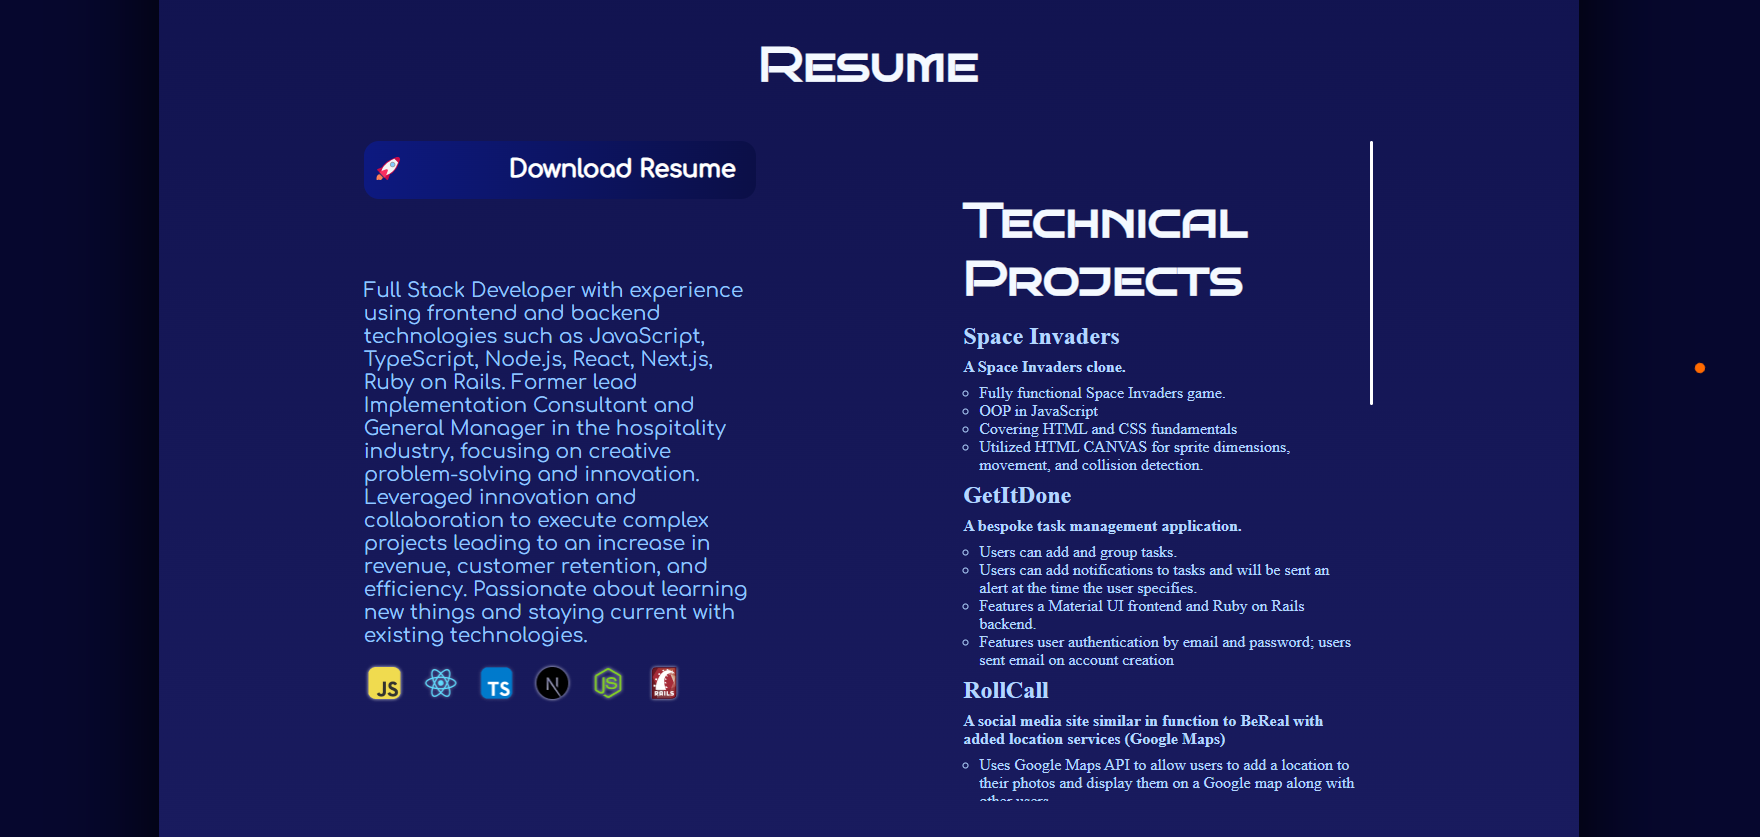 Resume
Download Resume
Full Stack Developer with experience
using frontend and backend
technologies such as JavaScript,
TypeScript, Node.js, React, Next.js,
Ruby on Rails. Former lead
Implementation Consultant and
General Manager in the hospitality
industry, focusing on creative
problem-solving and innovation.
Leveraged innovation and
collaboration to execute complex
projects leading to an increase in
revenue, customer retention, and
efficiency. Passionate about learning
new things and staying current with
existing technologies.
JS
TS
N
JS
RAILS
Technical
Projects
Space Invaders
A Space Invaders clone.
Fully functional Space Invaders game.
OOP in JavaScript
Covering HTML and CSS fundamentals
Utilized HTML CANVAS for sprite dimensions,
movement, and collision detection.
GetItDone
A bespoke task management application.
Users can add and group tasks.
Users can add notifications to tasks and will be sent an
alert at the time the user specifies.
Features a Material UI frontend and Ruby on Rails
backend.
Features user authentication by email and password; users
sent email on account creation
RollCall
A social media site similar in function to BeReal with
added location services (Google Maps)
Uses Google Maps API to allow users to add a location to
their photos and display them on a Google map along with
other users